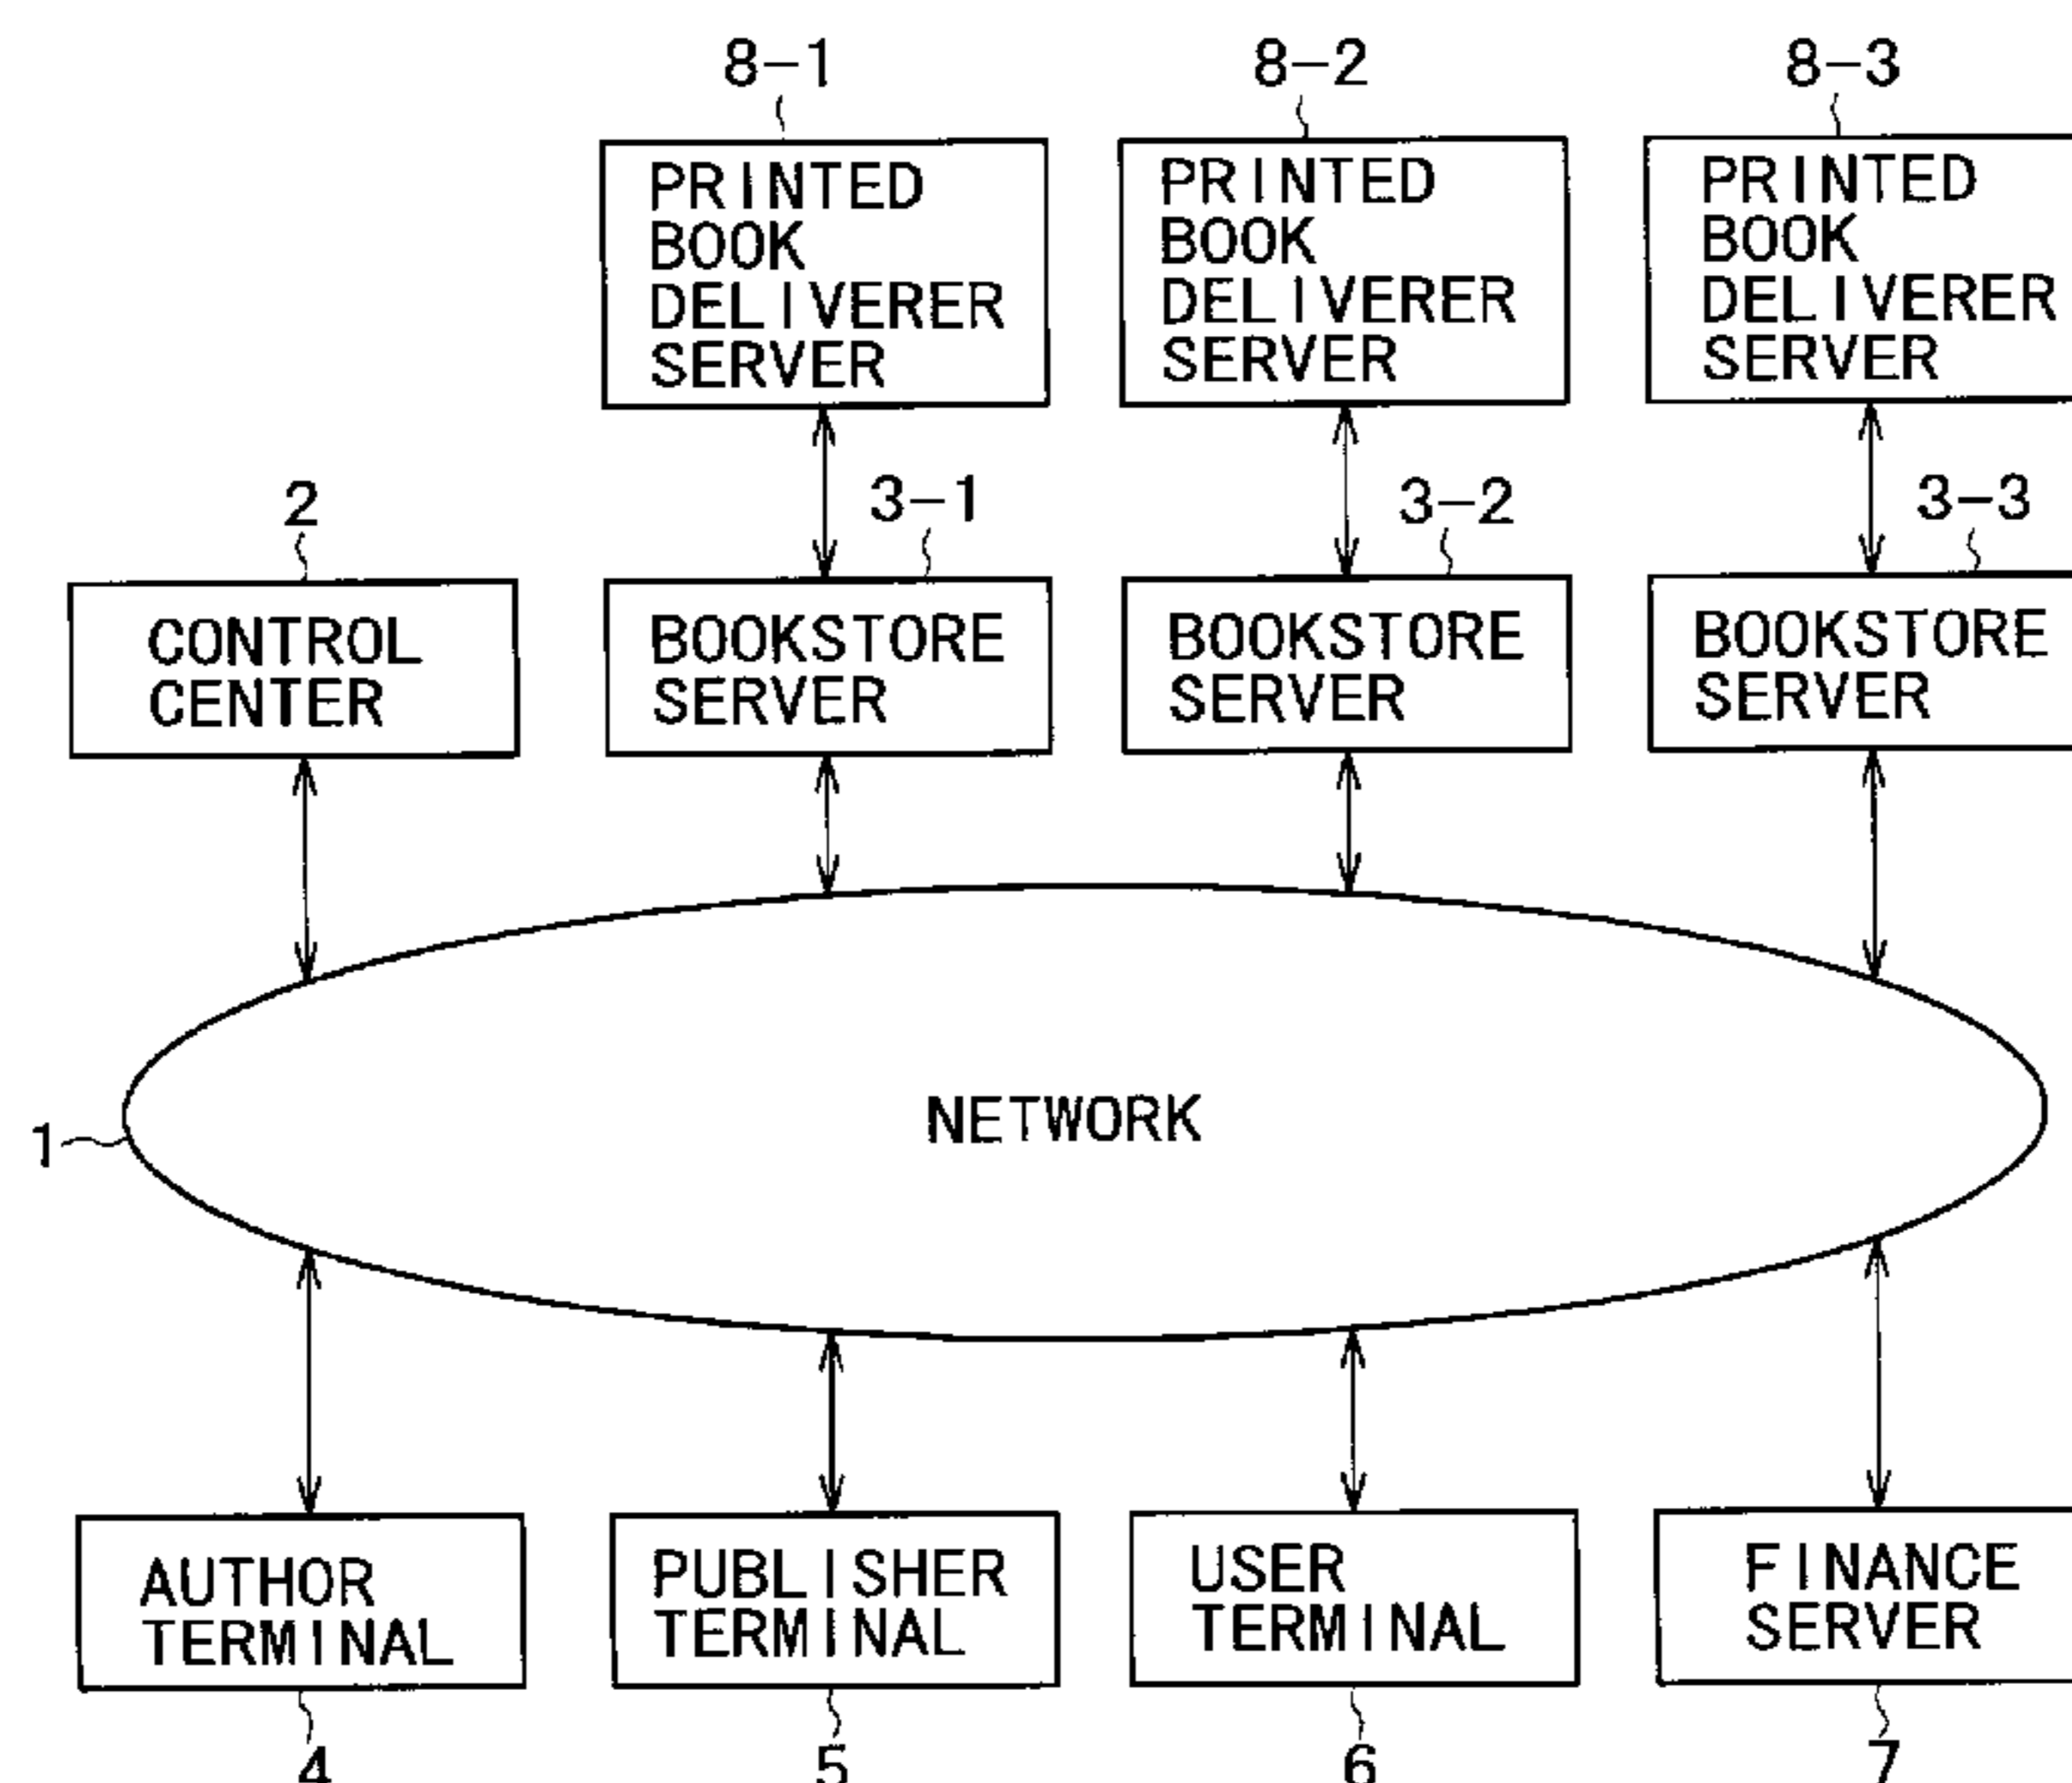 8-1
8-2
8-3
PRINTED
BOOK
DELIVERER
SERVER
PRINTED
BOOK
DELIVERER
SERVER
PRINTED
BOOK
DELIVERER
SERVER
2
3-1
3-2
3-3
CONTROL
CENTER
BOOKSTORE
SERVER
BOOKSTORE
SERVER
BOOKSTORE
SERVER
NETWORK
1
AUTHOR
TERMINAL
PUBLISHER
TERMINAL
USER
TERMINAL
FINANCE
SERVER
4
5
6
7